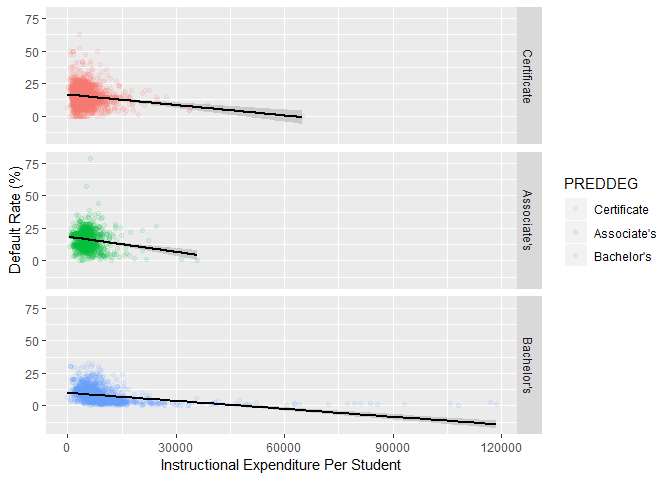 75
50
25
0
Certificate
75
50
25
0
Associate's
75
50
25
0
Bachelor's
Default Rate (%)
0
30000
60000
90000
120000
Instructional Expenditure Per Student
PREDDEG
Certificate
Associate's
Bachelor's